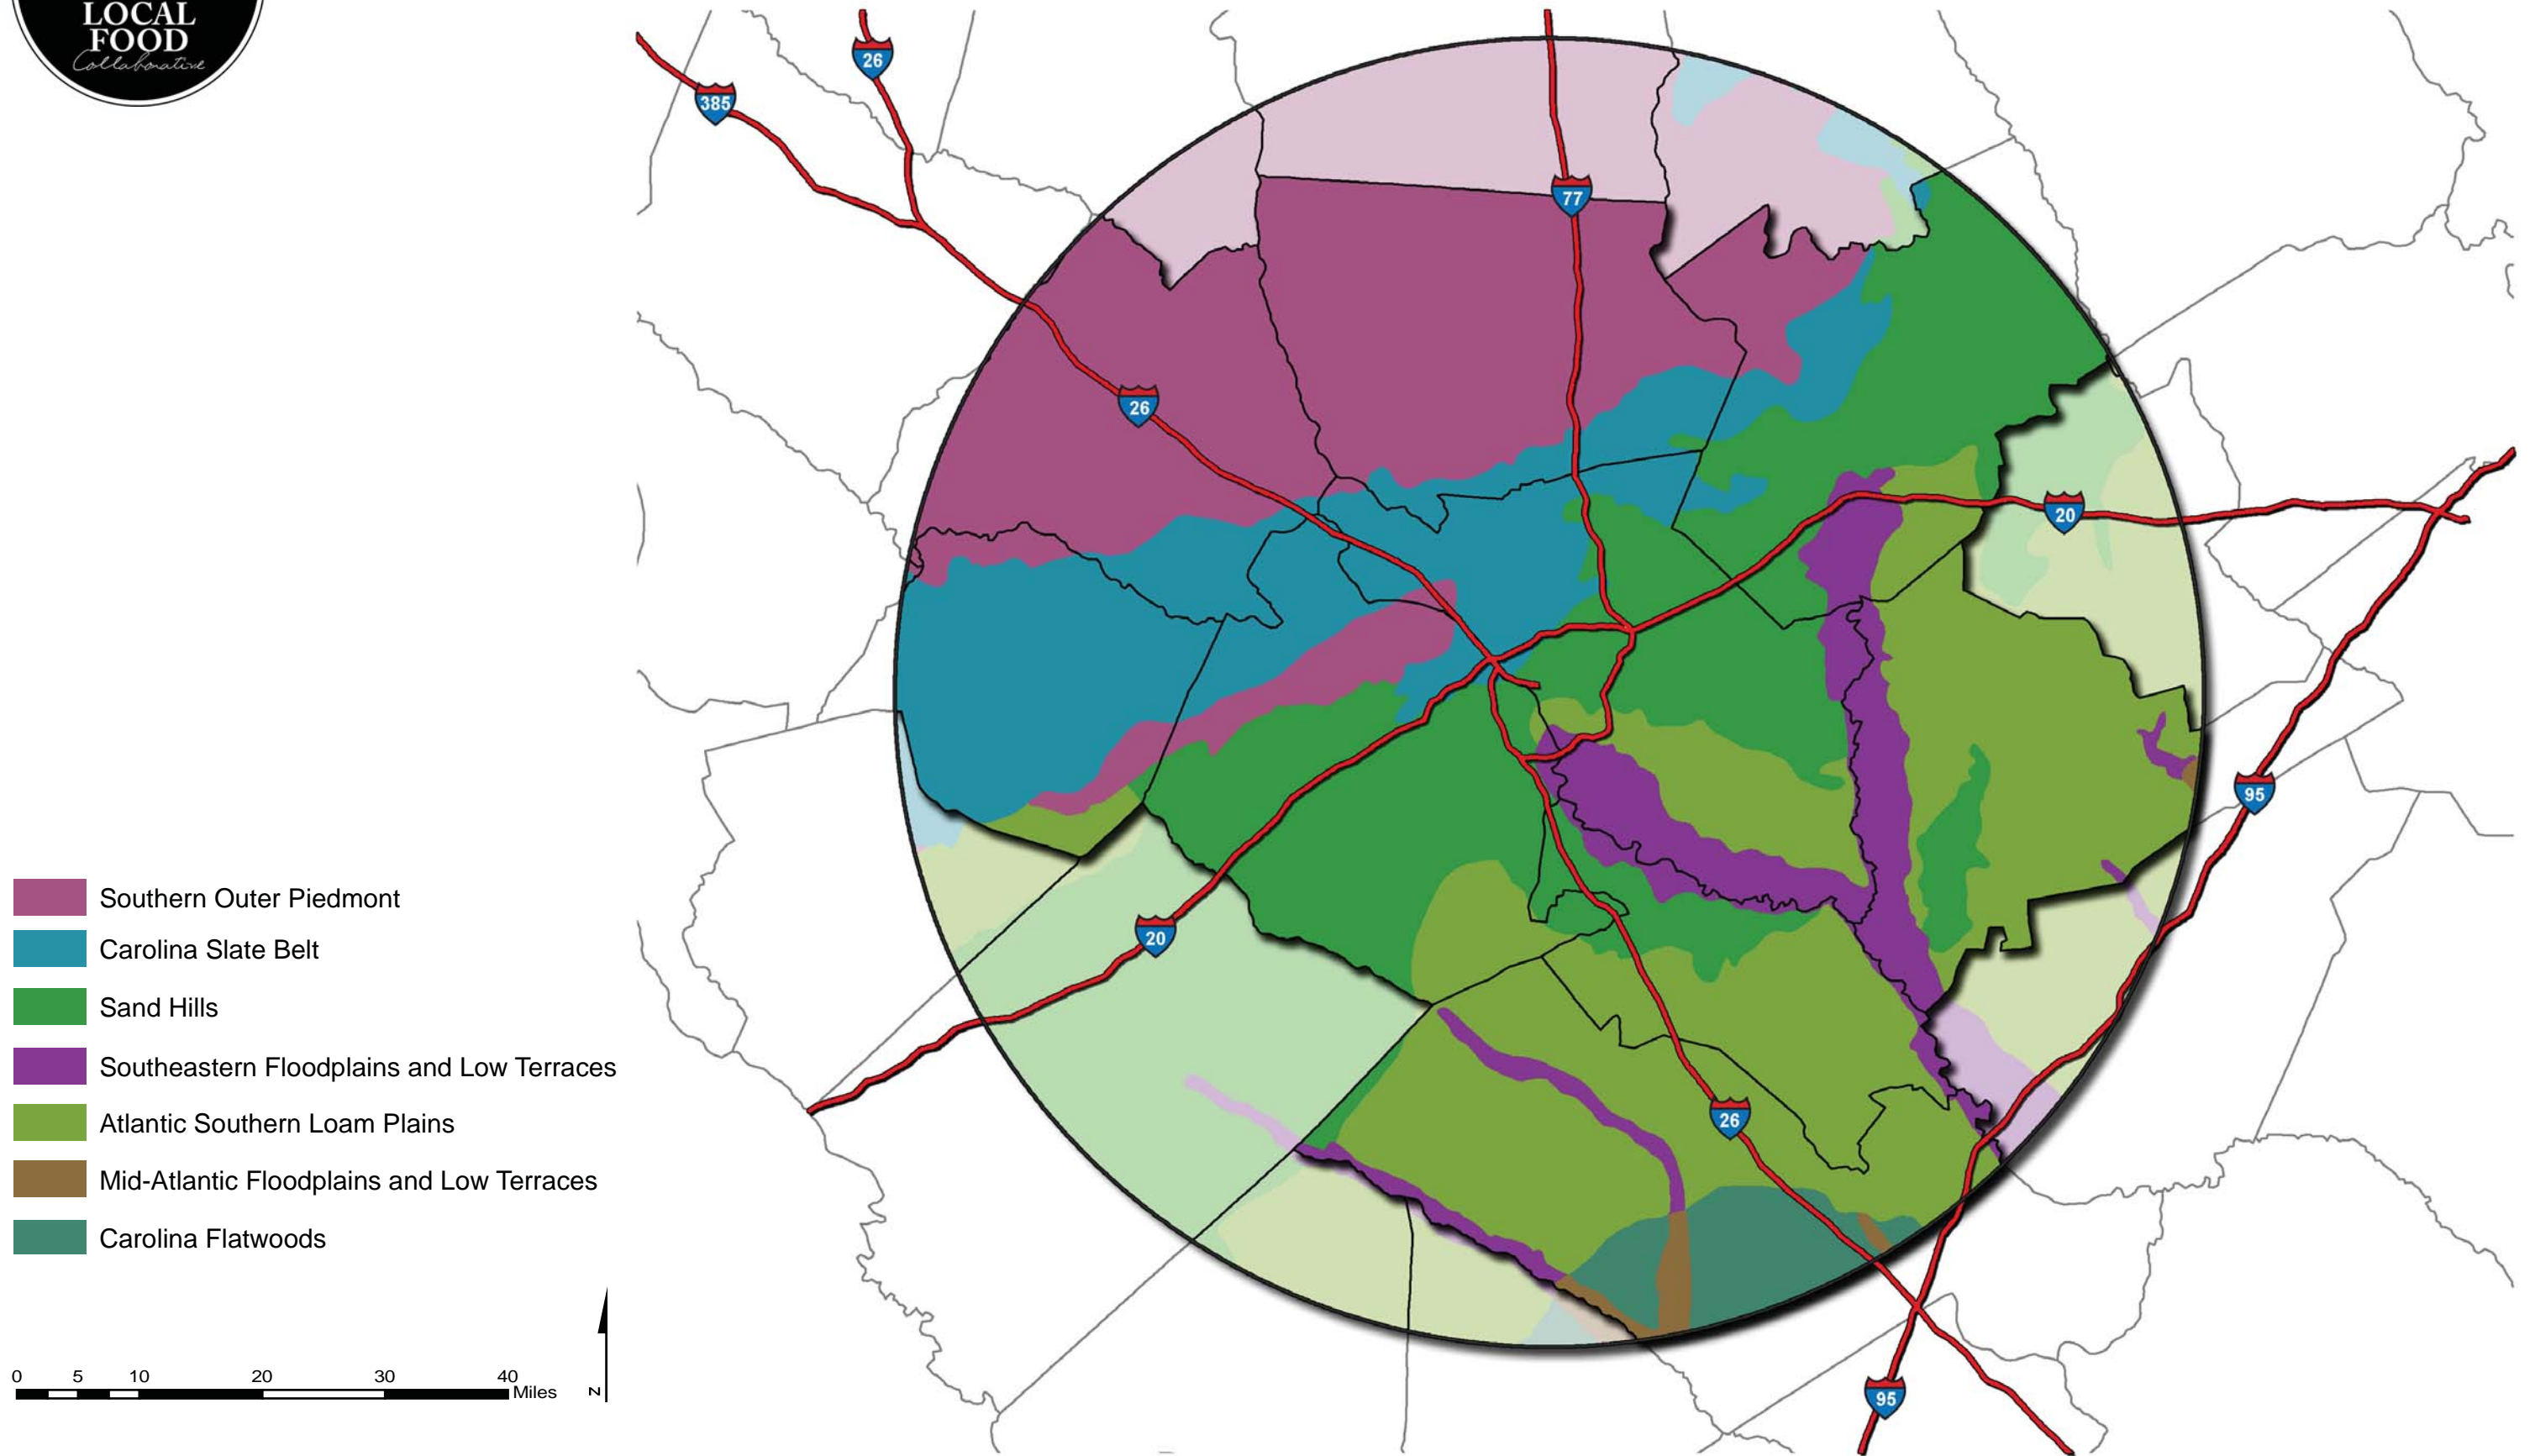 LOCAL
FOOD
Collaborative
26
385
77
26
20
95
20
26
95
Southern Outer Piedmont
Carolina Slate Belt
Sand Hills
Southeastern Floodplains and Low Terraces
Atlantic Southern Loam Plains
Mid-Atlantic Floodplains and Low Terraces
Carolina Flatwoods
0 5 10 20 30 40
Miles
N